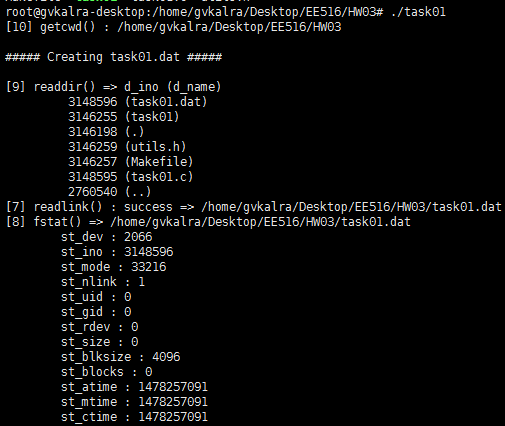 root@gvkalra-desktop:/home/gvkalra/Desktop/EE516/HW03# ./task01
[10] getcwd() : /home/gvkalra/Desktop/EE516/HW03
##### Creating task01.dat #####
[9] readdir() => d_ino (d_name)
3148596 (task01.dat)
3146255 (task01)
3146198 (.)
3146259 (utils.h)
3146257 (Makefile)
3148595 (task01.c)
2760540 (..)
[7] readlink() : success => /home/gvkalra/Desktop/EE516/HW03/task01.dat
[8] fstat() => /home/gvkalra/Desktop/EE516/HW03/task01.dat
st_dev : 2066
st_ino : 3148596
st_mode : 33216
st_nlink : 1
st_uid : 0
st_gid : 0
st_rdev : 0
st_size : 0
st_blksize : 4096
st_blocks : 0
st_atime : 1478257091
st_mtime : 1478257091
st_ctime : 1478257091